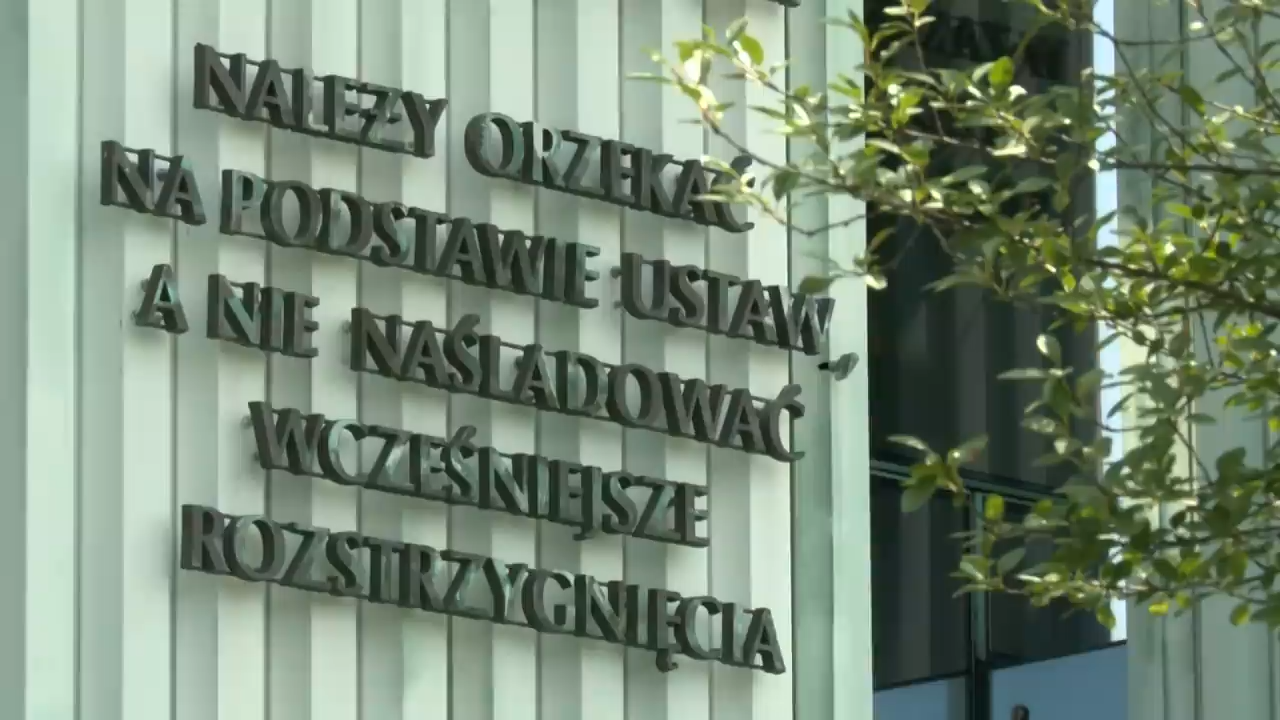 NALEŻY ORZEKAĆ
NA PODSTAWIE USTAW,
A NIE NAŚLADOWAĆ
WCZEŚNIEJSZE
ROZSTRZYGNIĘCIA